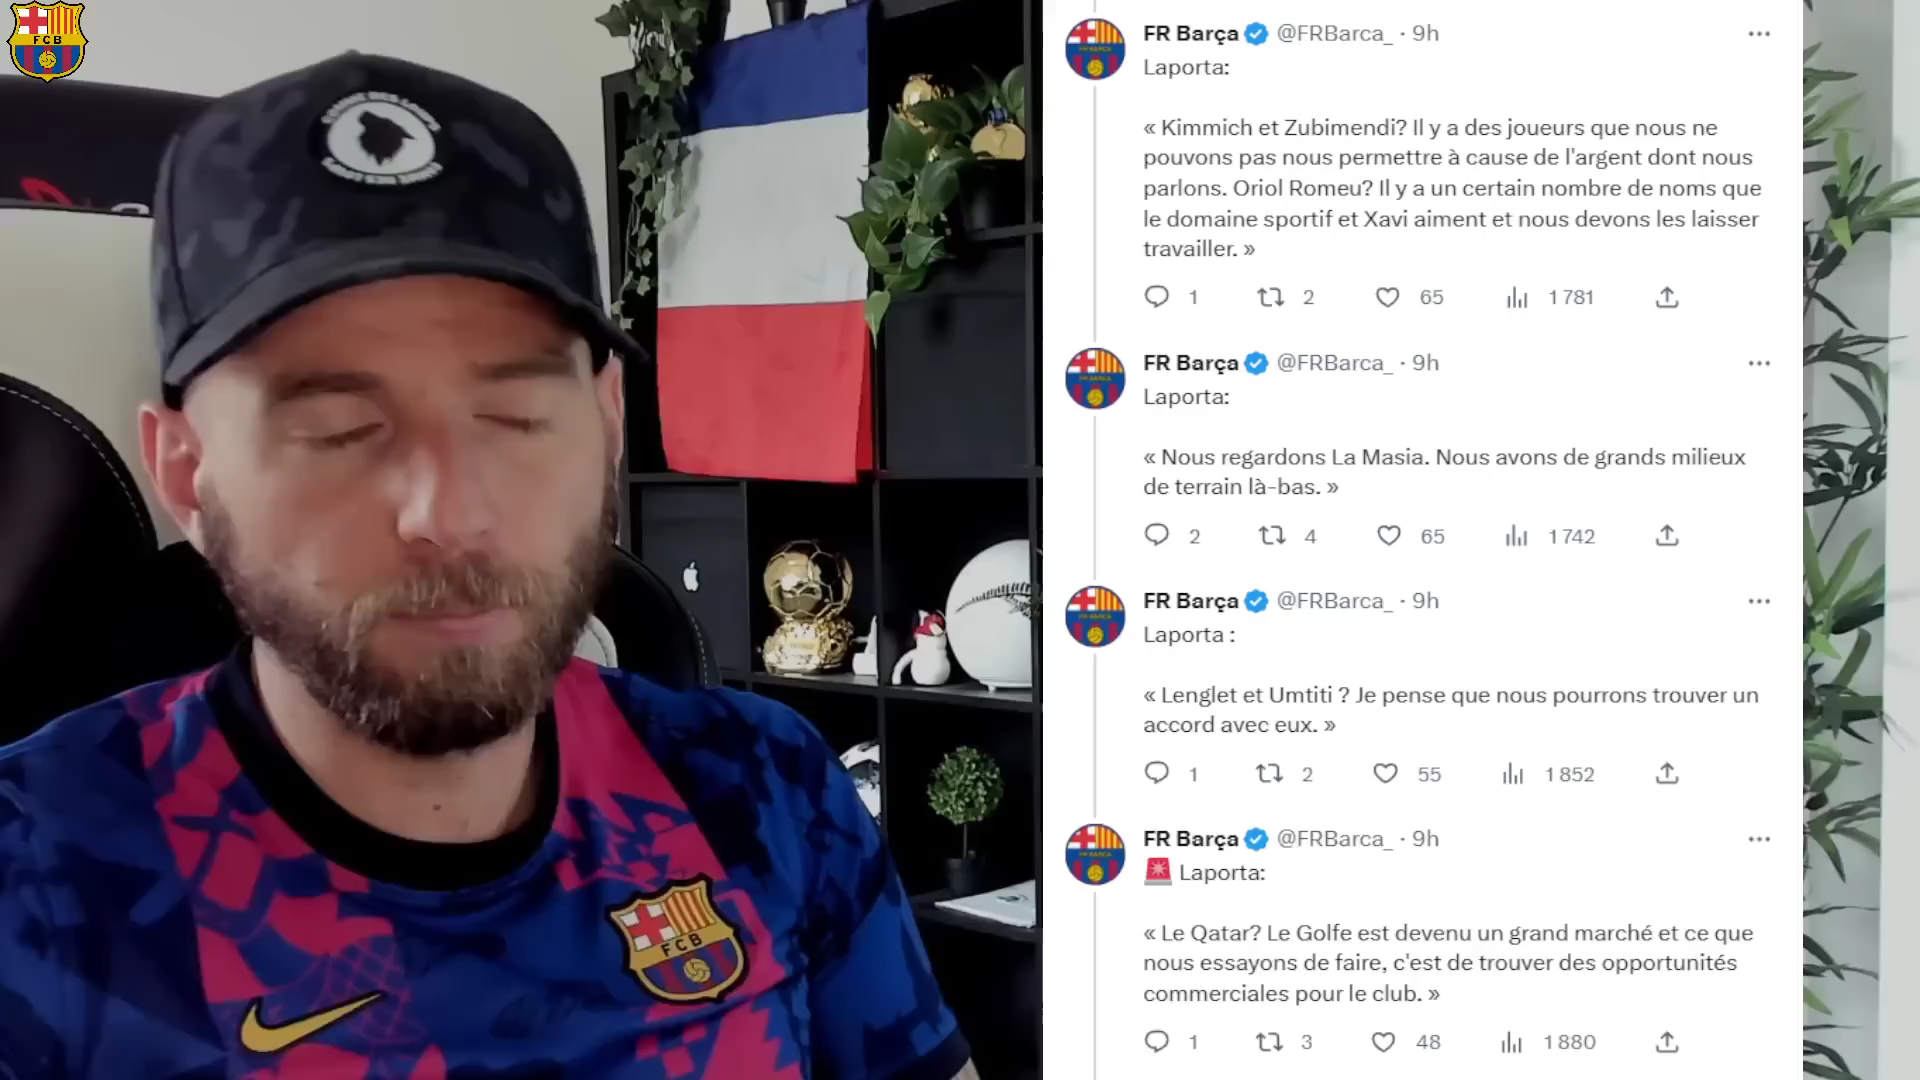 FCB
FR Barça @FRBarca_ · 9h
Laporta:
« Kimmich et Zubimendi? Il y a des joueurs que nous ne
pouvons pas nous permettre à cause de l'argent dont nous
parlons. Oriol Romeu? Il y a un certain nombre de noms que
le domaine sportif et Xavi aiment et nous devons les laisser
travailler. »
1 2 65 1 781
FR Barça @FRBarca_ · 9h
Laporta:
« Nous regardons La Masia. Nous avons de grands milieux
de terrain là-bas. »
2 4 65 1 742
FR Barça @FRBarca_ · 9h
Laporta :
« Lenglet et Umtiti ? Je pense que nous pourrons trouver un
accord avec eux. »
1 2 55 1 852
FR Barça @FRBarca_ · 9h
Laporta:
« Le Qatar? Le Golfe est devenu un grand marché et ce que
nous essayons de faire, c'est de trouver des opportunités
commerciales pour le club. »
1 3 48 1 880
FCB